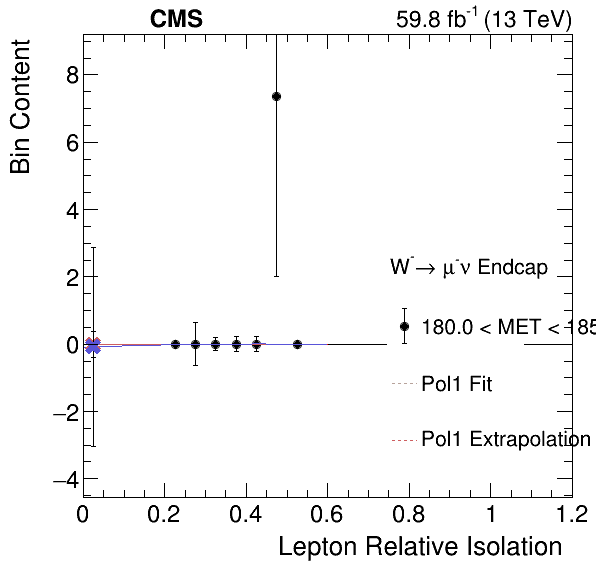 CMS
59.8 fb⁻¹ (13 TeV)
Bin Content
8
6
4
2
0
−2
−4
W⁻→ μ⁻ν Endcap
180.0 < MET < 185
Pol1 Fit
Pol1 Extrapolation
0 0.2 0.4 0.6 0.8 1 1.2
Lepton Relative Isolation